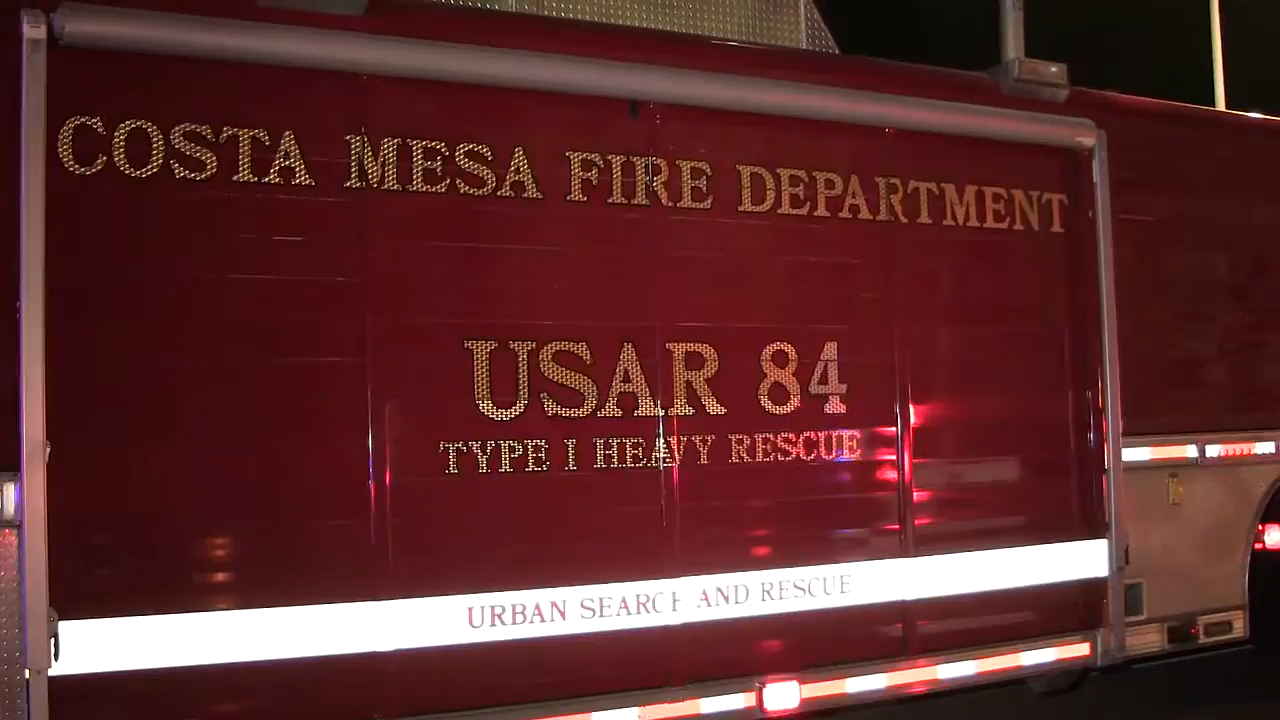 COSTA MESA FIRE DEPARTMENT
USAR 84
TYPE I HEAVY RESCUE
URBAN SEARCH AND RESCUE